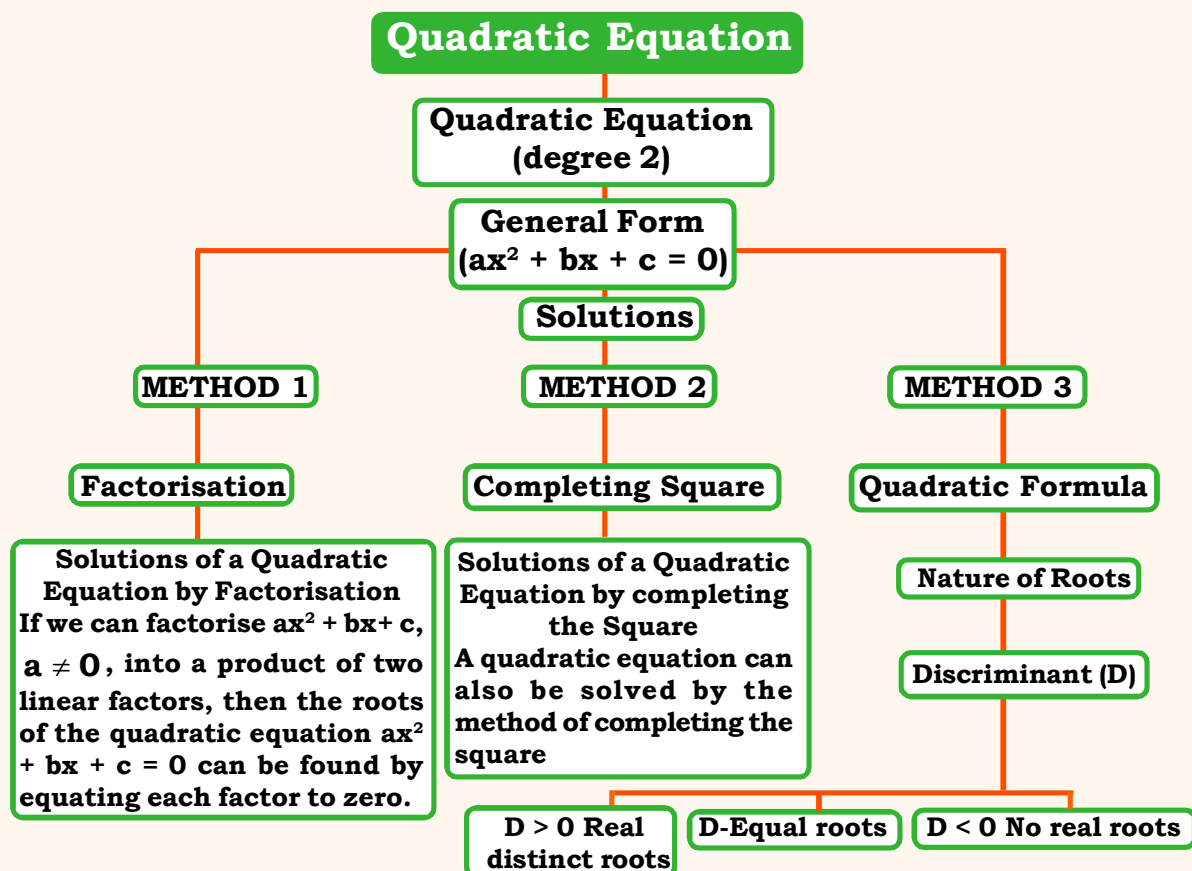 Quadratic Equation
Quadratic Equation
(degree 2)
General Form
(ax² + bx + c = 0)
Solutions
METHOD 1
METHOD 2
METHOD 3
Factorisation
Completing Square
Quadratic Formula
Solutions of a Quadratic
Equation by Factorisation
If we can factorise ax² + bx+ c,
a ≠ 0, into a product of two
linear factors, then the roots
of the quadratic equation ax²
+ bx + c = 0 can be found by
equating each factor to zero.
Solutions of a Quadratic
Equation by completing
the Square
A quadratic equation can
also be solved by the
method of completing the
square
Nature of Roots
Discriminant (D)
D > 0 Real
distinct roots
D-Equal roots
D < 0 No real roots